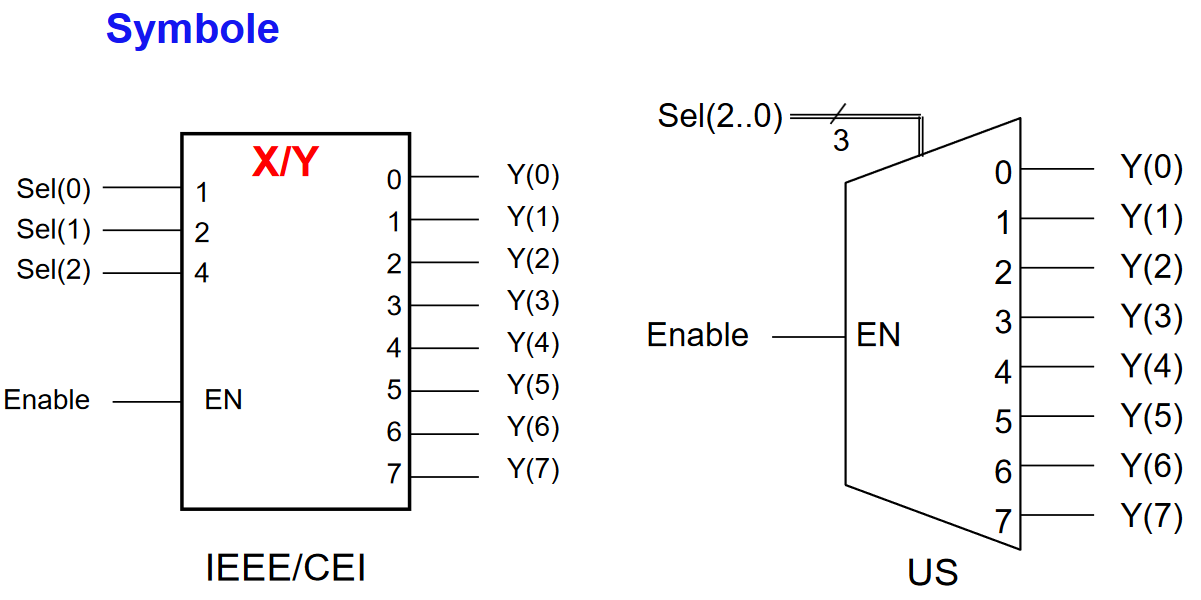 Symbole
X/Y
Sel(0) 1
Sel(1) 2
Sel(2) 4
Enable EN
0 Y(0)
1 Y(1)
2 Y(2)
3 Y(3)
4 Y(4)
5 Y(5)
6 Y(6)
7 Y(7)
IEEE/CEI
Sel(2..0)
3
Enable EN
0 Y(0)
1 Y(1)
2 Y(2)
3 Y(3)
4 Y(4)
5 Y(5)
6 Y(6)
7 Y(7)
US